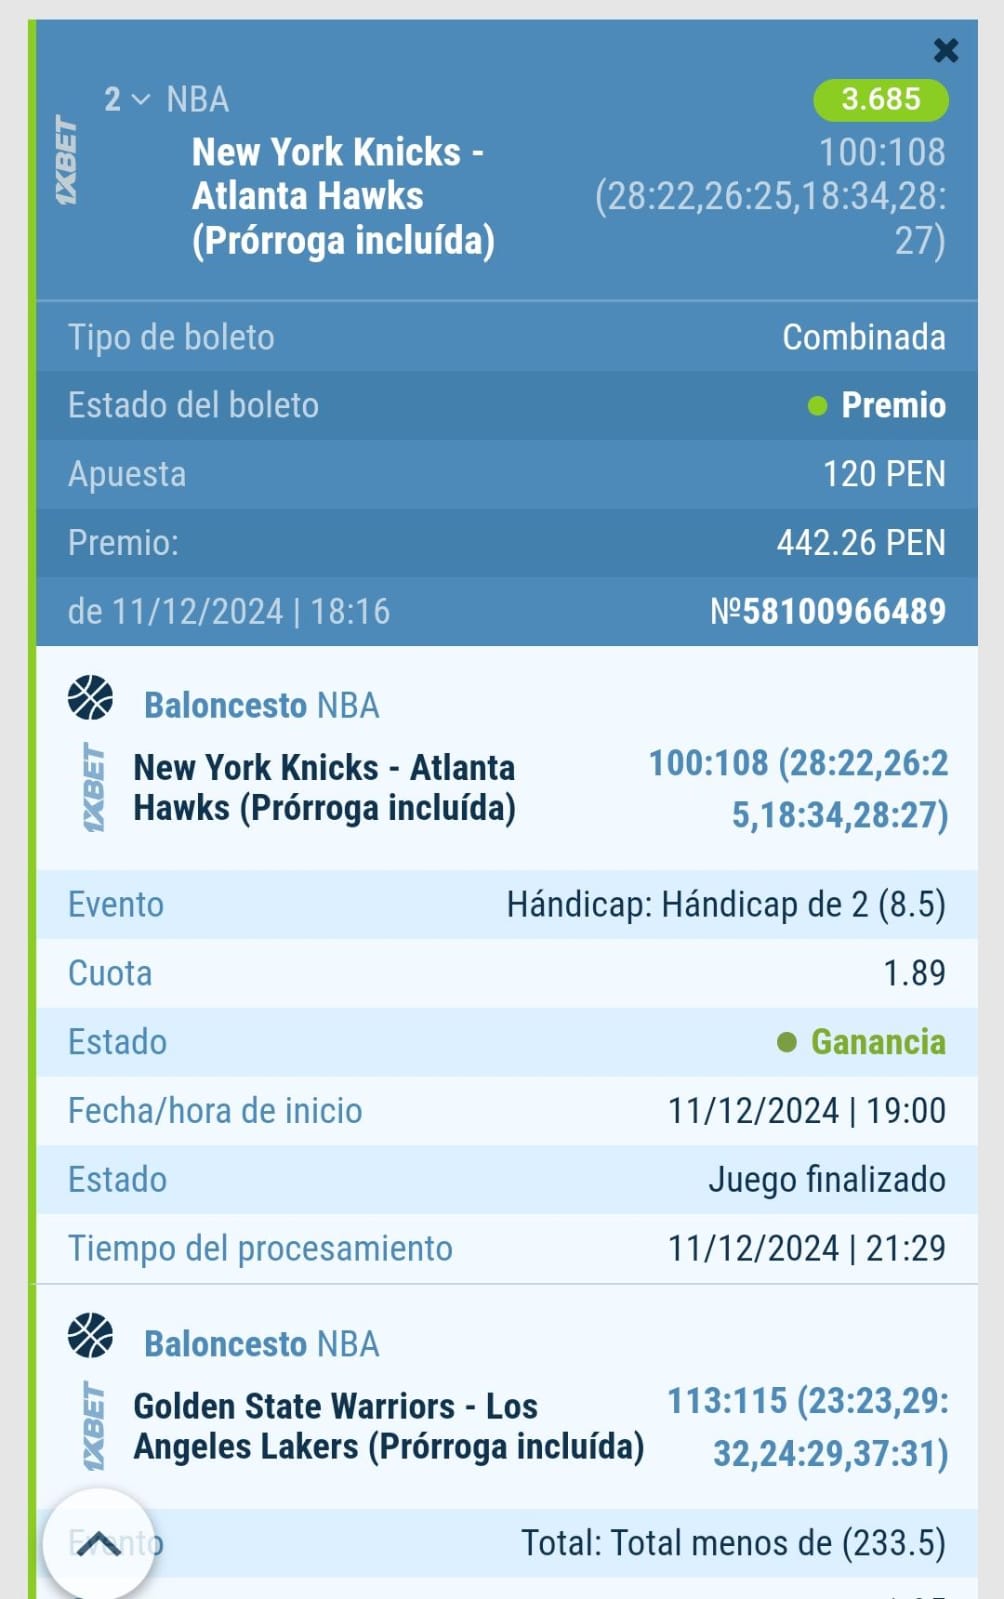 2 NBA
3.685
1XBET
New York Knicks -
Atlanta Hawks
(Prórroga incluída)
100:108
(28:22,26:25,18:34,28:
27)
Tipo de boleto Combinada
Estado del boleto Premio
Apuesta 120 PEN
Premio: 442.26 PEN
de 11/12/2024 | 18:16 №58100966489
Baloncesto NBA
1XBET
New York Knicks - Atlanta
Hawks (Prórroga incluída)
100:108 (28:22,26:2
5,18:34,28:27)
Evento Hándicap: Hándicap de 2 (8.5)
Cuota 1.89
Estado Ganancia
Fecha/hora de inicio 11/12/2024 | 19:00
Estado Juego finalizado
Tiempo del procesamiento 11/12/2024 | 21:29
Baloncesto NBA
1XBET
Golden State Warriors - Los
Angeles Lakers (Prórroga incluída)
113:115 (23:23,29:
32,24:29,37:31)
Evento Total: Total menos de (233.5)